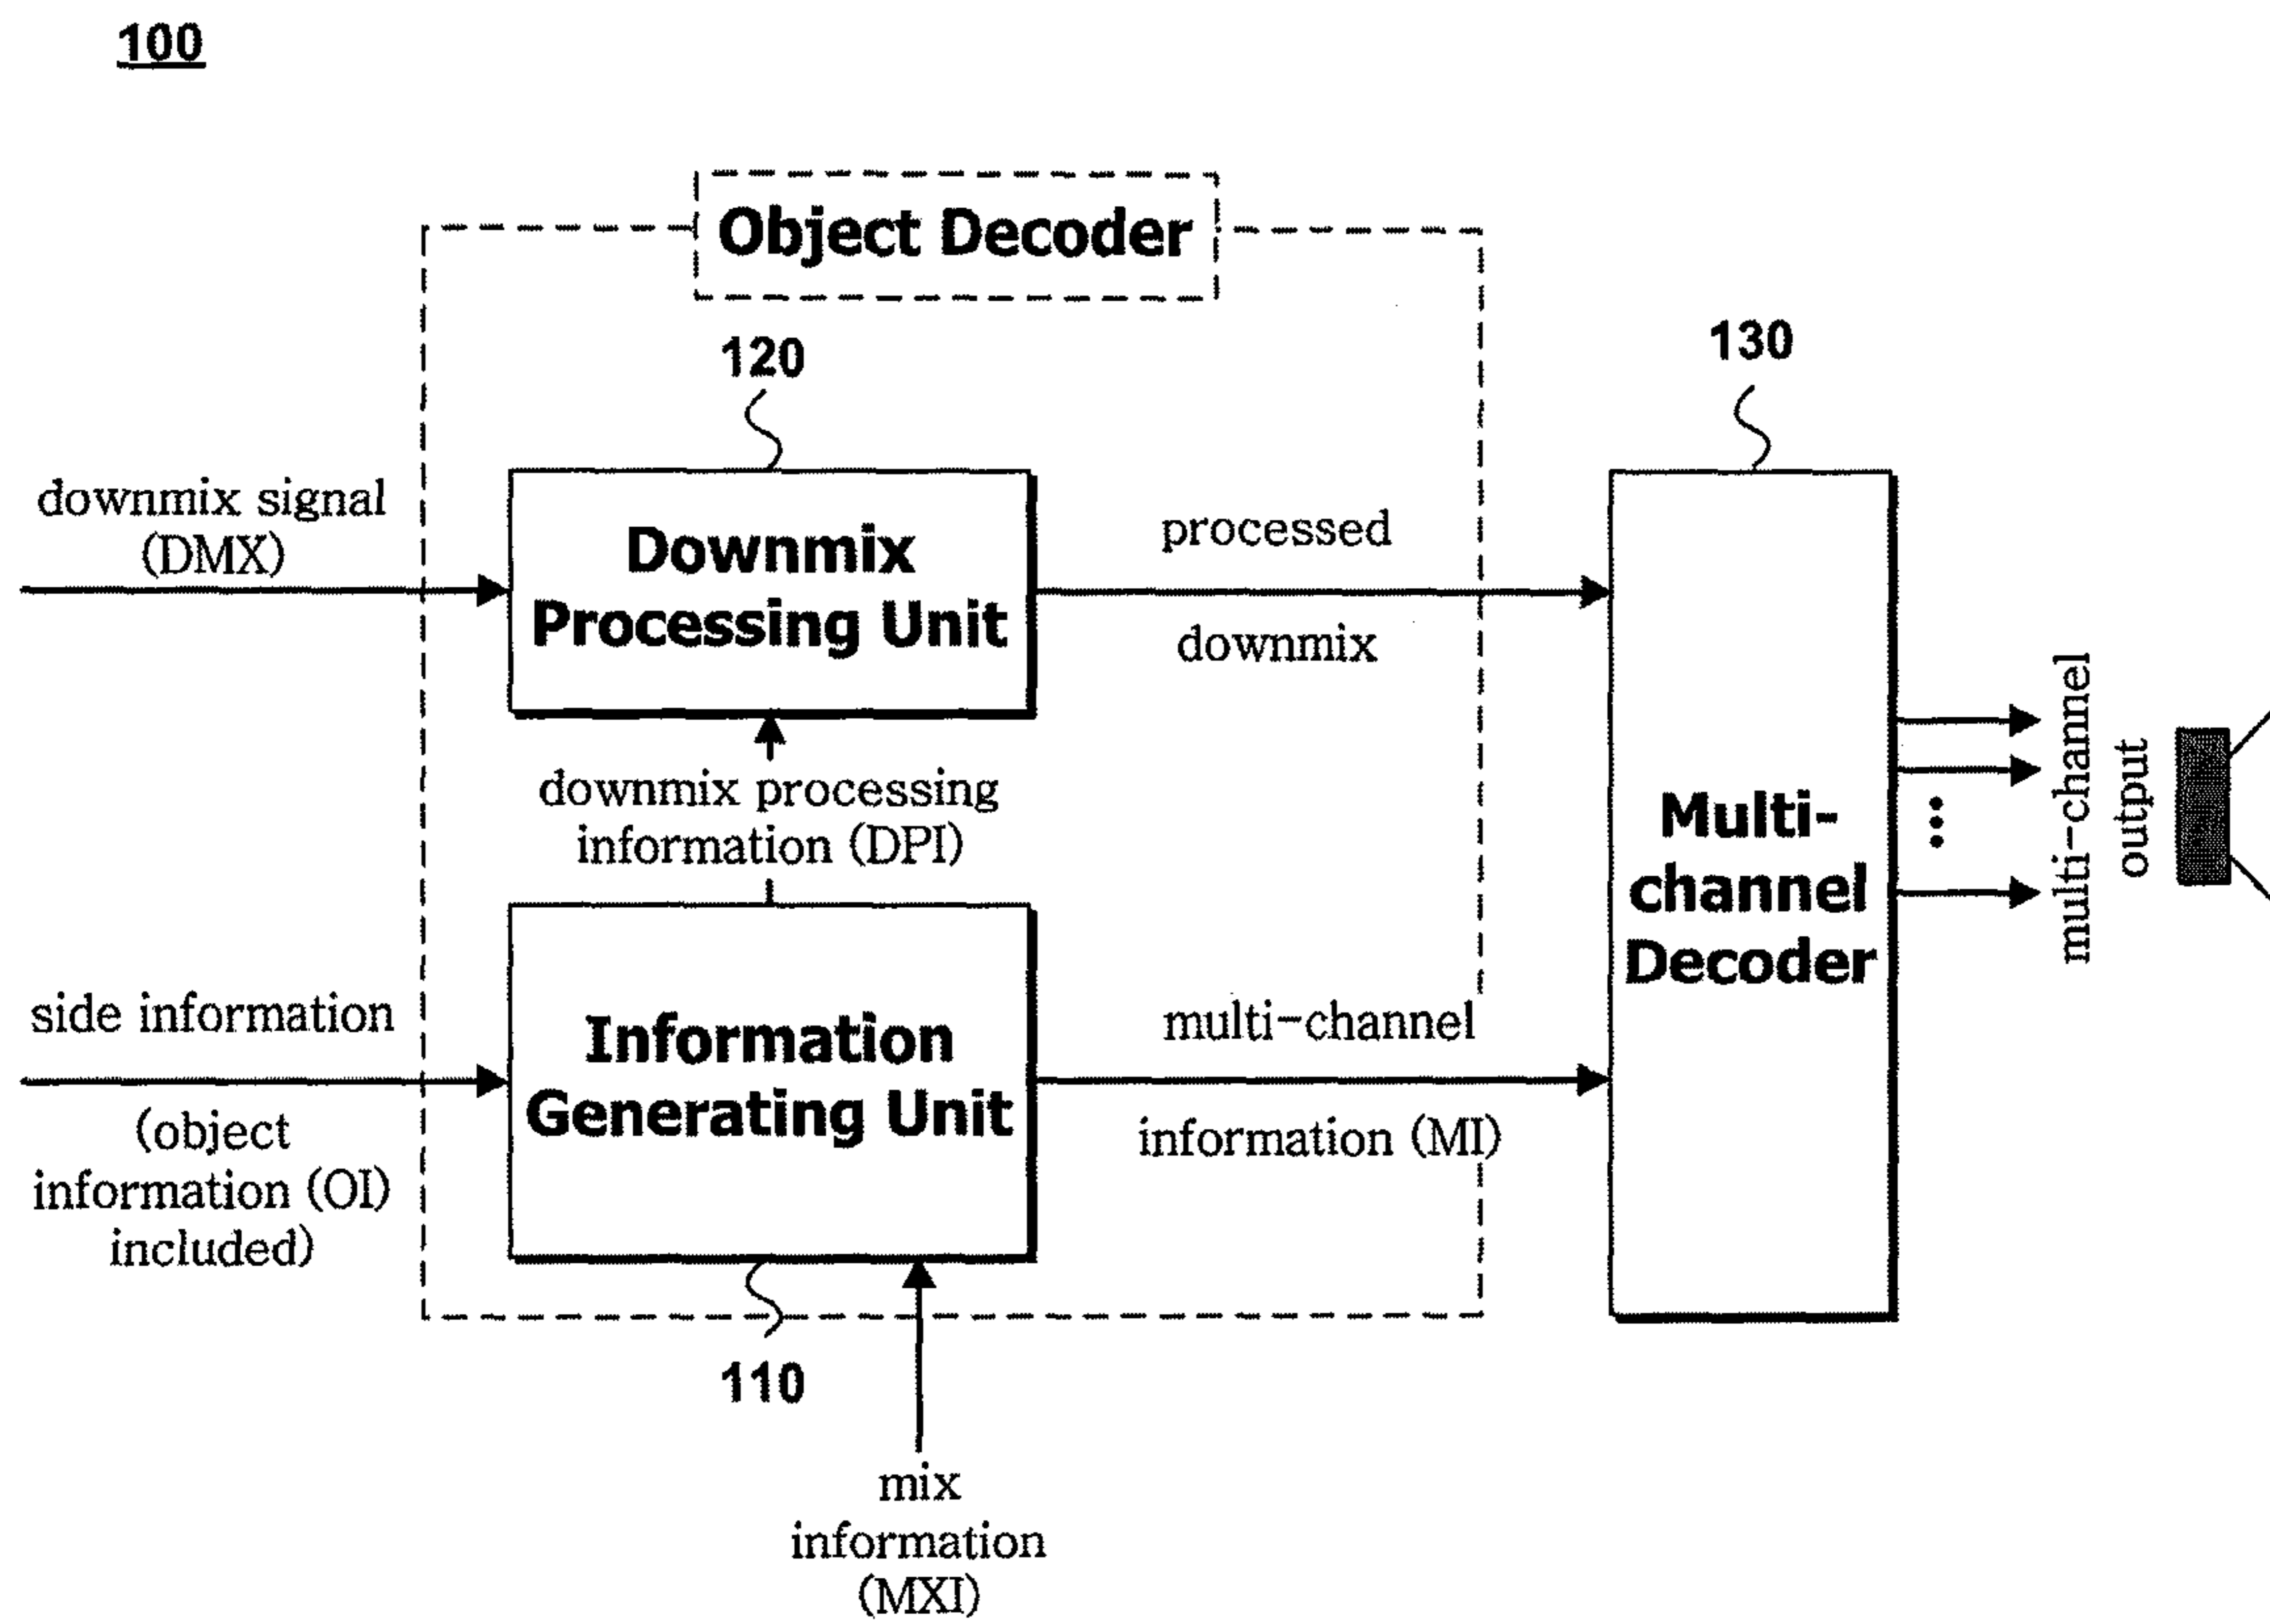 100
Object Decoder
120
130
downmix signal
(DMX)
Downmix
Processing Unit
processed
downmix
downmix processing
information (DPI)
Multi-
channel
Decoder
multi-channel
output
side information
(object
information (OI)
included)
Information
Generating Unit
multi-channel
information (MI)
110
mix
information
(MXI)